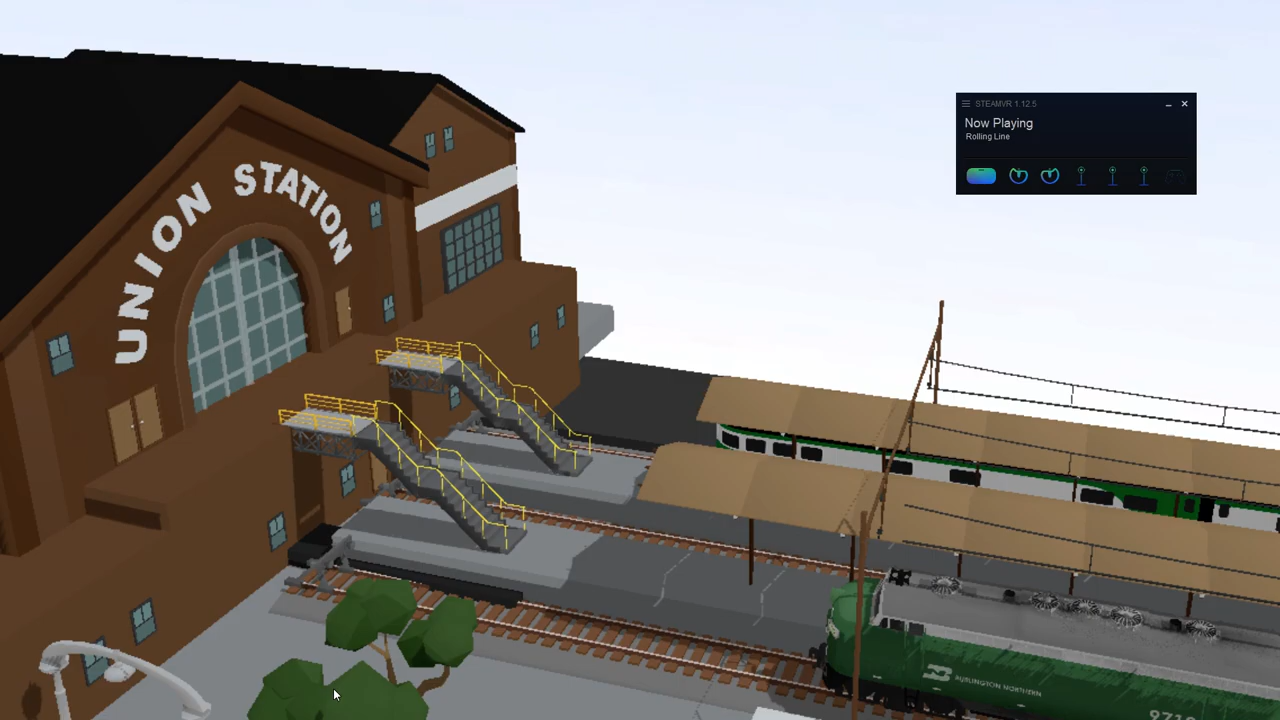 UNION STATION
STEAMVR 1.12.5
Now Playing
Rolling Line
BURLINGTON NORTHERN